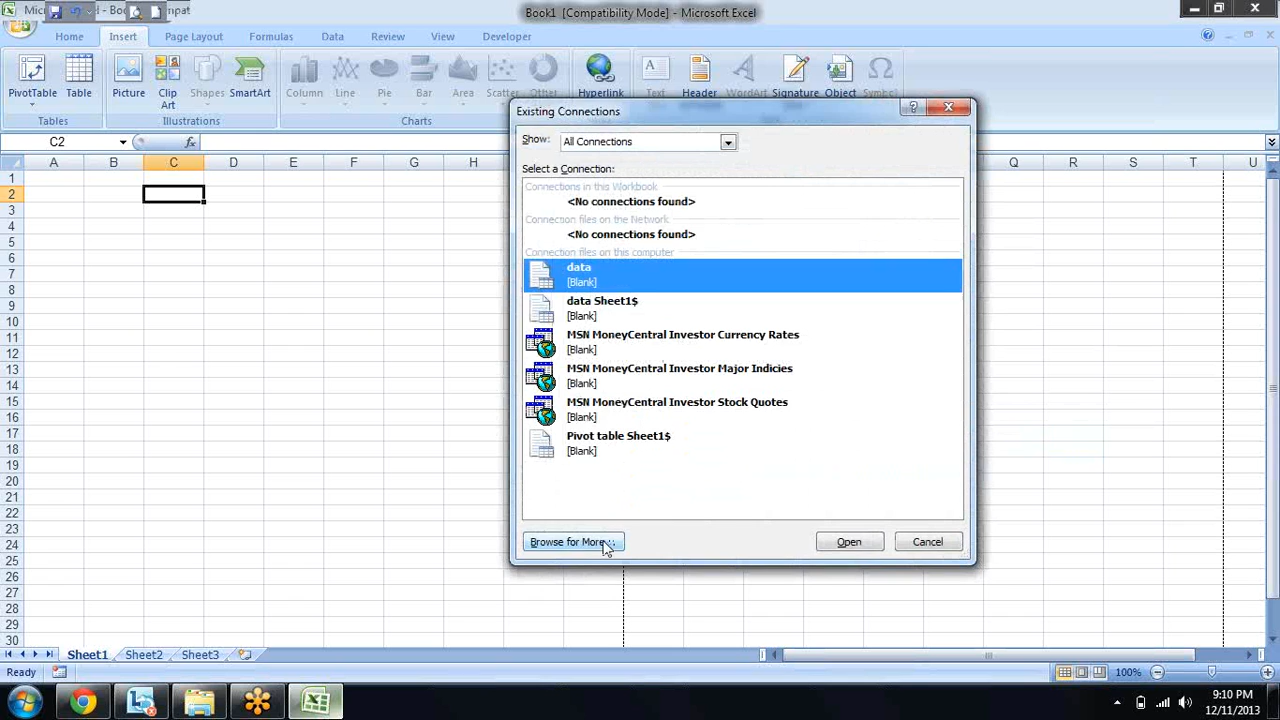 Book1 [Compatibility Mode] - Microsoft Excel
Home Insert Page Layout Formulas Data Review View Developer
PivotTable Table Picture Clip Art Shapes SmartArt Column Line Pie Bar Area Scatter Other Hyperlink Text Header WordArt Signature Object Symbol
Tables Illustrations Charts
C2 fx
A B C D E F G H Q R S T U
1
2
3
4
5
6
7
8
9
10
11
12
13
14
15
16
17
18
19
20
21
22
23
24
25
26
27
28
29
30
Existing Connections
Show: All Connections
Select a Connection:
Connections in this Workbook
<No connections found>
Connection files on the Network
<No connections found>
Connection files on this computer
data
[Blank]
data Sheet1$
[Blank]
MSN MoneyCentral Investor Currency Rates
[Blank]
MSN MoneyCentral Investor Major Indicies
[Blank]
MSN MoneyCentral Investor Stock Quotes
[Blank]
Pivot table Sheet1$
[Blank]
Browse for More... Open Cancel
Sheet1 Sheet2 Sheet3
Ready 100%
9:10 PM
12/11/2013